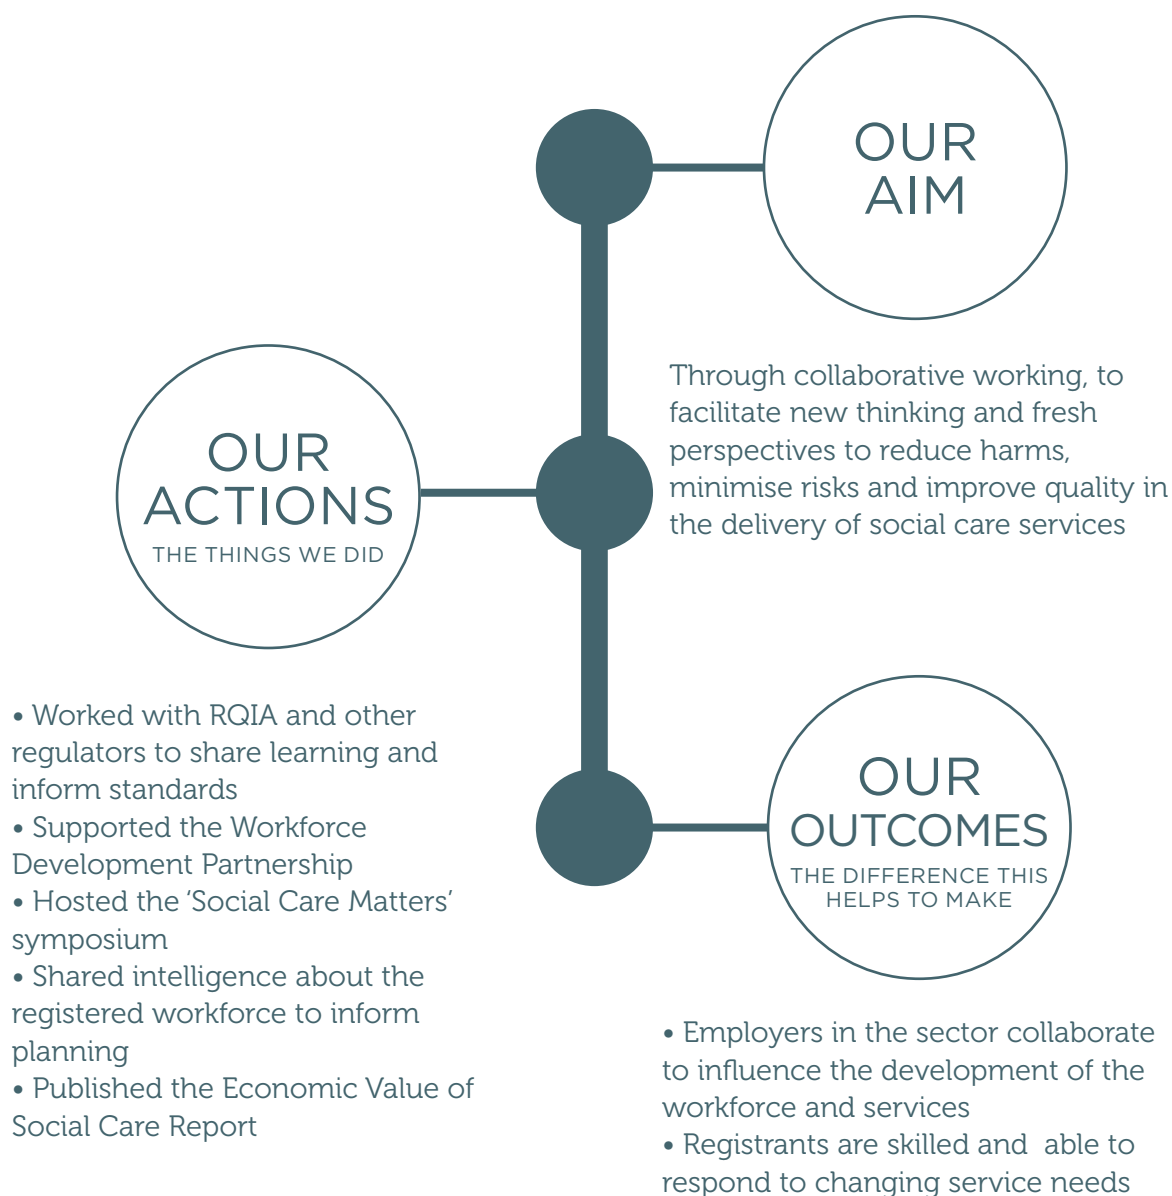 OUR
AIM
Through collaborative working, to
facilitate new thinking and fresh
perspectives to reduce harms,
minimise risks and improve quality in
the delivery of social care services
OUR
ACTIONS
THE THINGS WE DID
• Worked with RQIA and other
regulators to share learning and
inform standards
• Supported the Workforce
Development Partnership
• Hosted the ‘Social Care Matters’
symposium
• Shared intelligence about the
registered workforce to inform
planning
• Published the Economic Value of
Social Care Report
OUR
OUTCOMES
THE DIFFERENCE THIS
HELPS TO MAKE
• Employers in the sector collaborate
to influence the development of the
workforce and services
• Registrants are skilled and  able to
respond to changing service needs